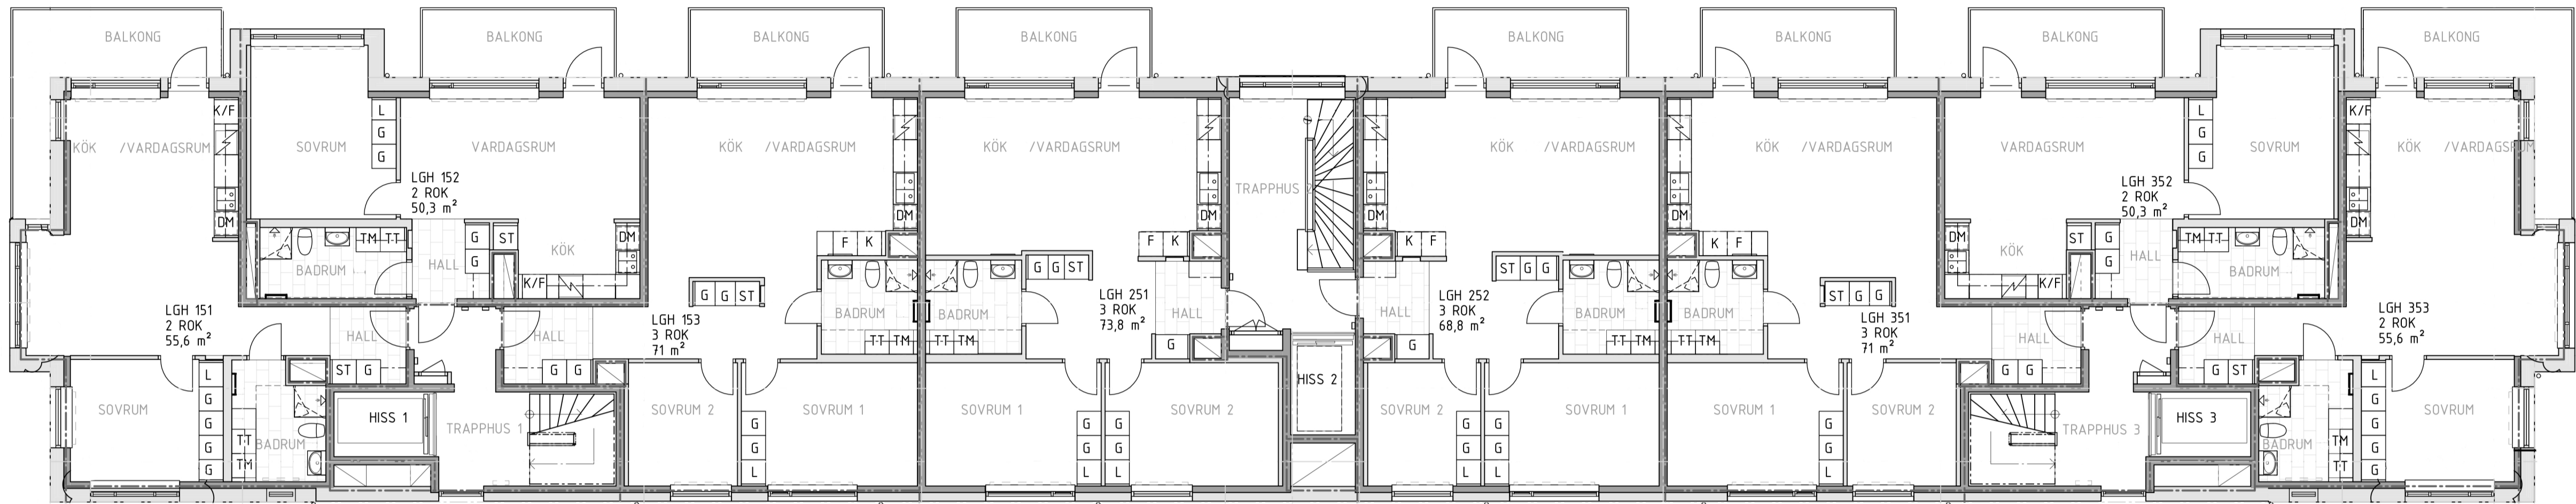 BALKONG
BALKONG
BALKONG
BALKONG
BALKONG
BALKONG
BALKONG
BALKONG
KÖK /VARDAGSRUM
K/F
DM
LGH 151
2 ROK
55,6 m²
HALL
ST G
SOVRUM
L
G
G
G
G
TT
TM
BADRUM
SOVRUM
L
G
G
VARDAGSRUM
LGH 152
2 ROK
50,3 m²
TM TT
BADRUM
HALL
G
G
ST
KÖK
DM
K/F
HISS 1
TRAPPHUS 1
KÖK /VARDAGSRUM
DM
F K
G G ST
LGH 153
3 ROK
71 m²
HALL
G G
BADRUM
TT TM
SOVRUM 2
G
G
L
SOVRUM 1
KÖK /VARDAGSRUM
DM
F K
G G ST
BADRUM
TT TM
LGH 251
3 ROK
73,8 m²
HALL
G
SOVRUM 1
G
G
L
G
G
L
SOVRUM 2
TRAPPHUS 2
HISS 2
KÖK /VARDAGSRUM
DM
K F
ST G G
LGH 252
3 ROK
68,8 m²
HALL
G
BADRUM
TT TM
SOVRUM 2
G
G
L
G
G
L
SOVRUM 1
KÖK /VARDAGSRUM
DM
K F
BADRUM
TT TM
ST G G
LGH 351
3 ROK
71 m²
HALL
G G
SOVRUM 1
G
G
L
SOVRUM 2
VARDAGSRUM
L
G
G
SOVRUM
LGH 352
2 ROK
50,3 m²
DM
KÖK
K/F
ST
G
G
HALL
TM TT
BADRUM
TRAPPHUS 3
HISS 3
K/F
KÖK /VARDAGSRUM
DM
LGH 353
2 ROK
55,6 m²
HALL
G ST
BADRUM
TM
TT
L
G
G
G
G
SOVRUM